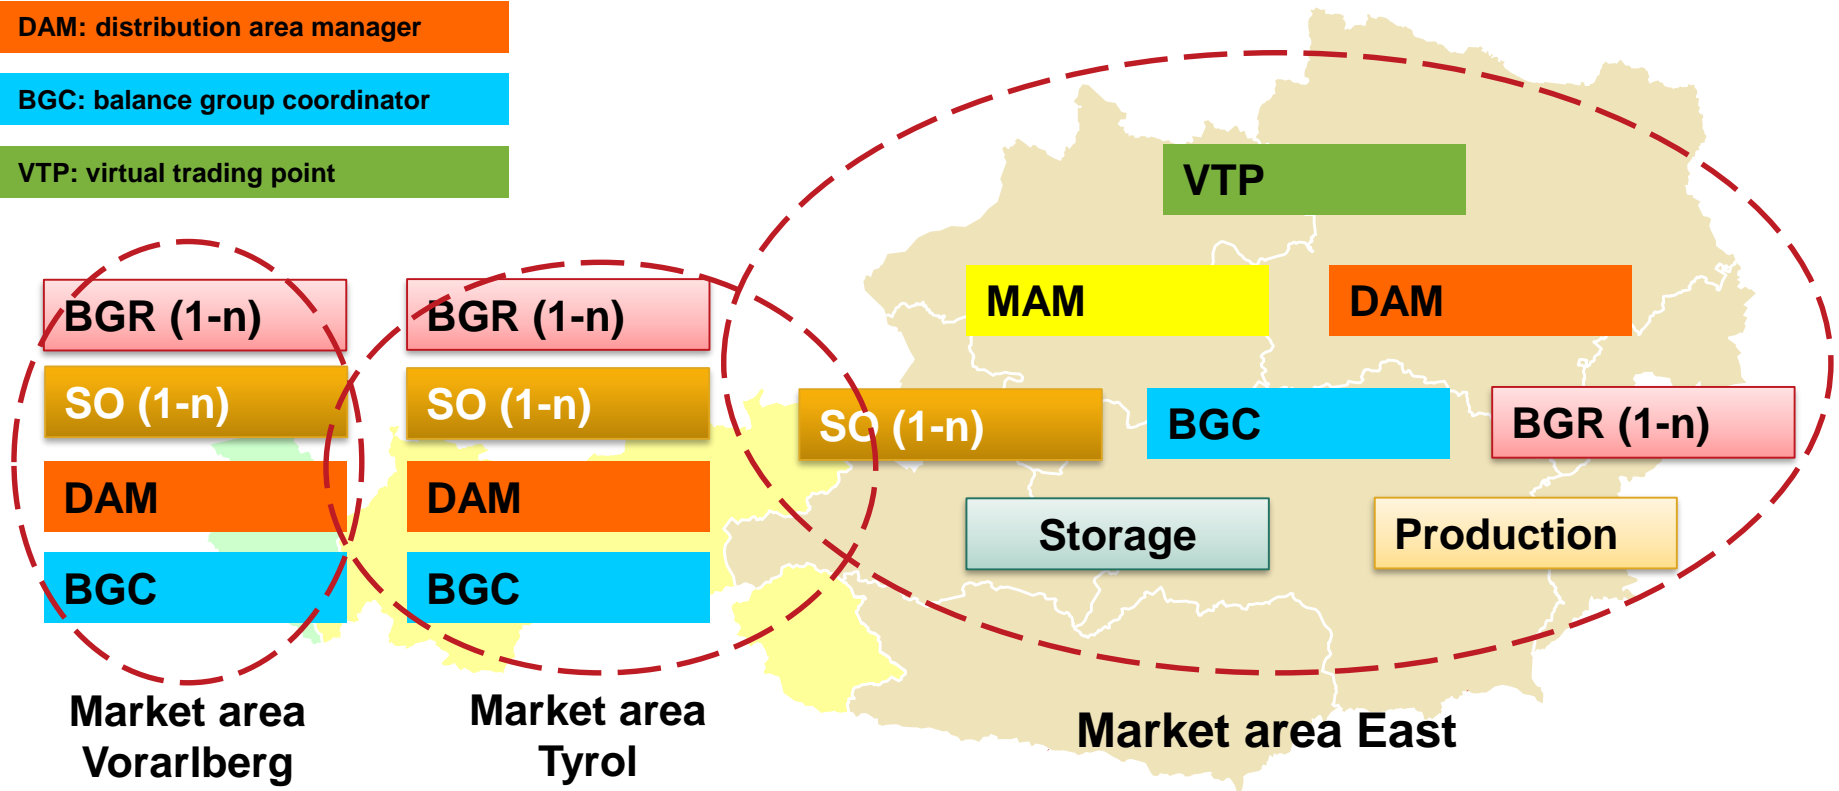 DAM: distribution area manager
BGC: balance group coordinator
VTP: virtual trading point
VTP
MAM
DAM
SO (1-n)
BGC
BGR (1-n)
Storage
Production
Market area East
BGR (1-n)
SO (1-n)
DAM
BGC
Market area
Vorarlberg
BGR (1-n)
SO (1-n)
DAM
BGC
Market area
Tyrol